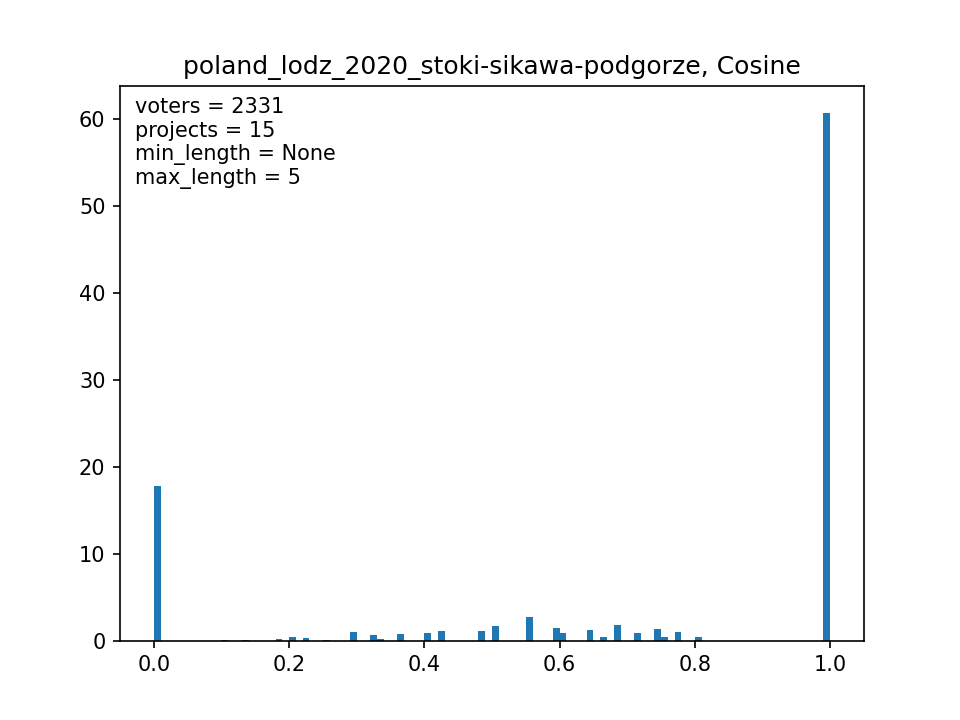 poland_lodz_2020_stoki-sikawa-podgorze, Cosine
voters = 2331
projects = 15
min_length = None
max_length = 5
60
50
40
30
20
10
0
0.0 0.2 0.4 0.6 0.8 1.0